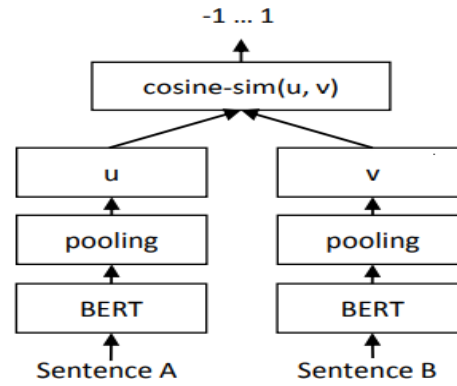 -1 ... 1
cosine-sim(u, v)
u
v
pooling
pooling
BERT
BERT
Sentence A
Sentence B